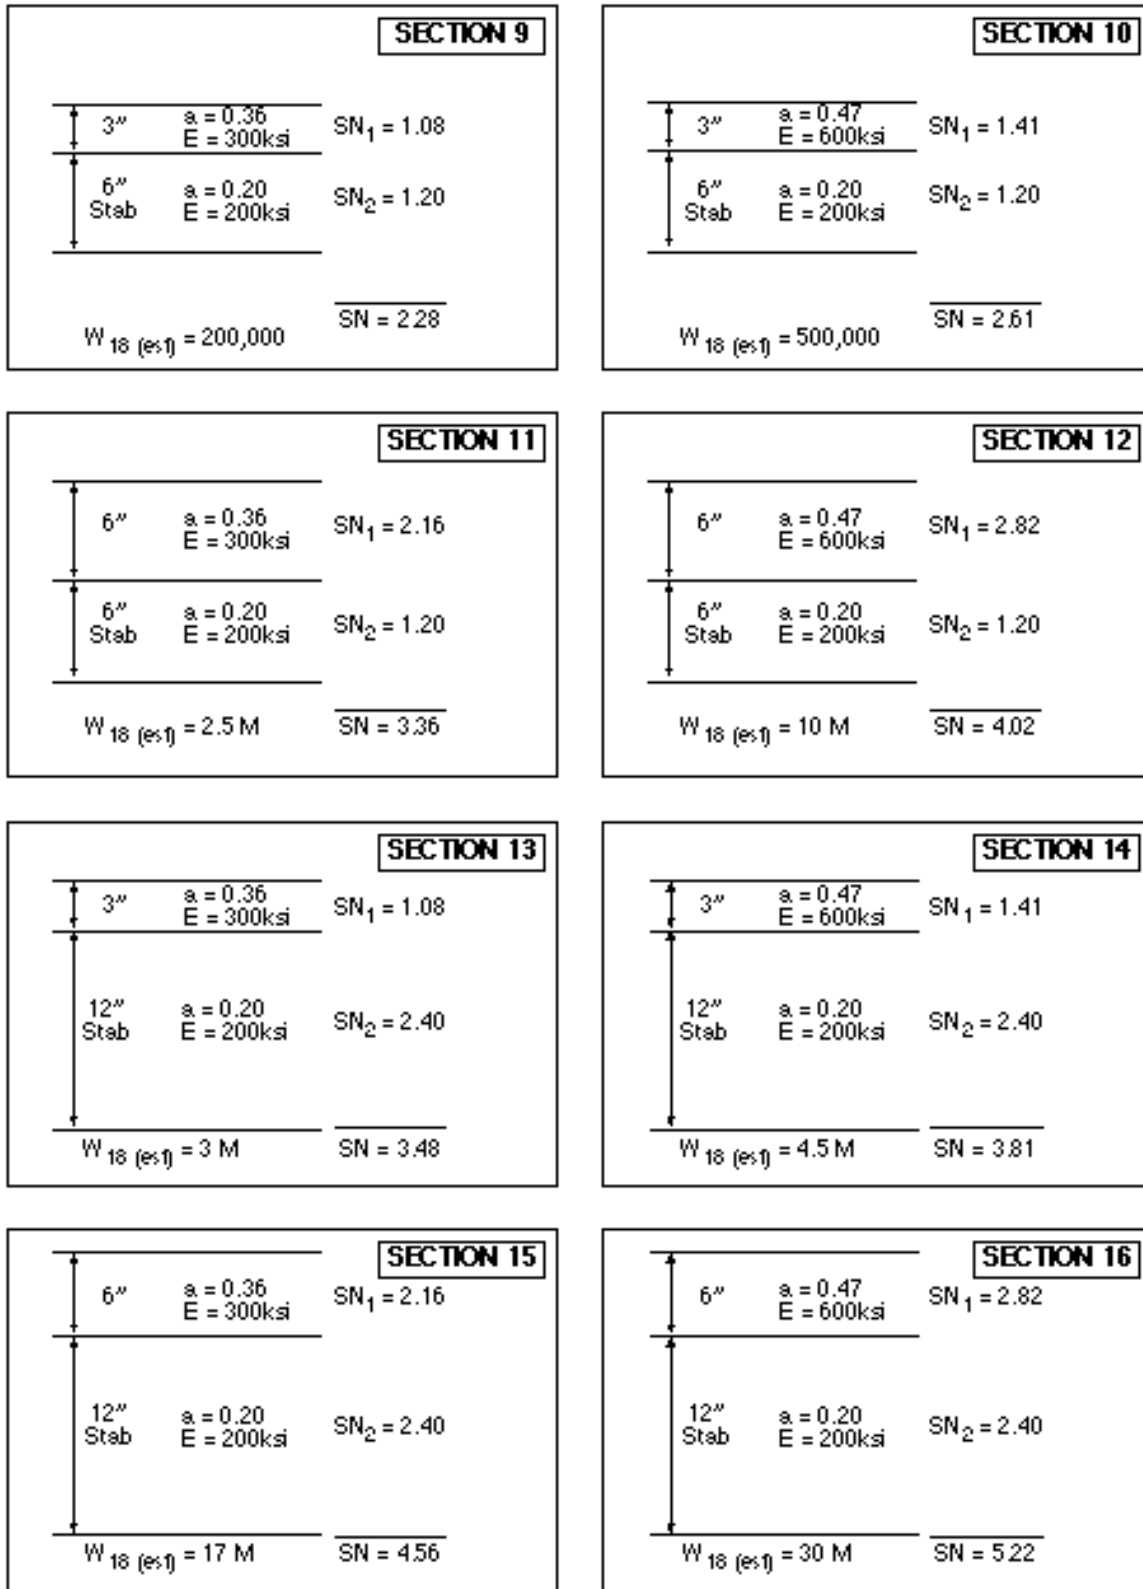 SECTION 9
3" a = 0.36 SN1 = 1.08
E = 300ksi
6" a = 0.20 SN2 = 1.20
Stab E = 200ksi
W18 (est) = 200,000 SN = 2.28
SECTION 10
3" a = 0.47 SN1 = 1.41
E = 600ksi
6" a = 0.20 SN2 = 1.20
Stab E = 200ksi
W18 (est) = 500,000 SN = 2.61
SECTION 11
6" a = 0.36 SN1 = 2.16
E = 300ksi
6" a = 0.20 SN2 = 1.20
Stab E = 200ksi
W18 (est) = 2.5 M SN = 3.36
SECTION 12
6" a = 0.47 SN1 = 2.82
E = 600ksi
6" a = 0.20 SN2 = 1.20
Stab E = 200ksi
W18 (est) = 10 M SN = 4.02
SECTION 13
3" a = 0.36 SN1 = 1.08
E = 300ksi
12" a = 0.20 SN2 = 2.40
Stab E = 200ksi
W18 (est) = 3 M SN = 3.48
SECTION 14
3" a = 0.47 SN1 = 1.41
E = 600ksi
12" a = 0.20 SN2 = 2.40
Stab E = 200ksi
W18 (est) = 4.5 M SN = 3.81
SECTION 15
6" a = 0.36 SN1 = 2.16
E = 300ksi
12" a = 0.20 SN2 = 2.40
Stab E = 200ksi
W18 (est) = 17 M SN = 4.56
SECTION 16
6" a = 0.47 SN1 = 2.82
E = 600ksi
12" a = 0.20 SN2 = 2.40
Stab E = 200ksi
W18 (est) = 30 M SN = 5.22